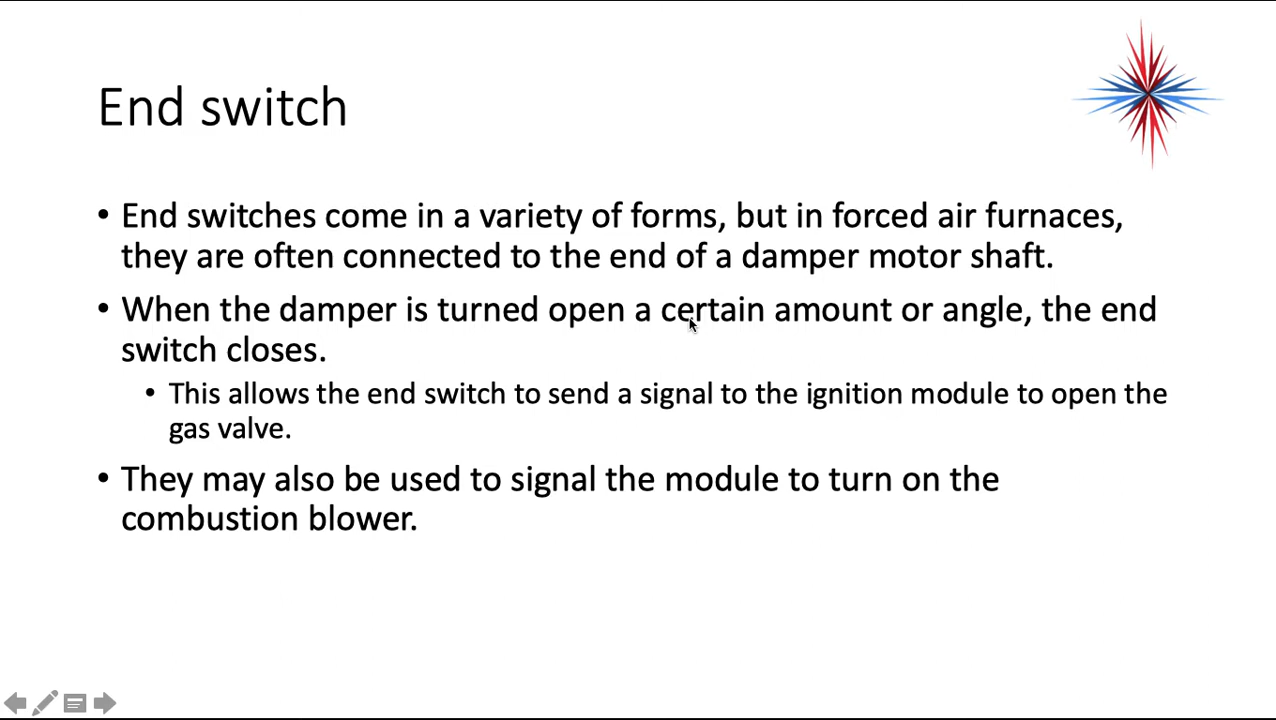 End switch
• End switches come in a variety of forms, but in forced air furnaces,
they are often connected to the end of a damper motor shaft.
• When the damper is turned open a certain amount or angle, the end
switch closes.
• This allows the end switch to send a signal to the ignition module to open the
gas valve.
• They may also be used to signal the module to turn on the
combustion blower.